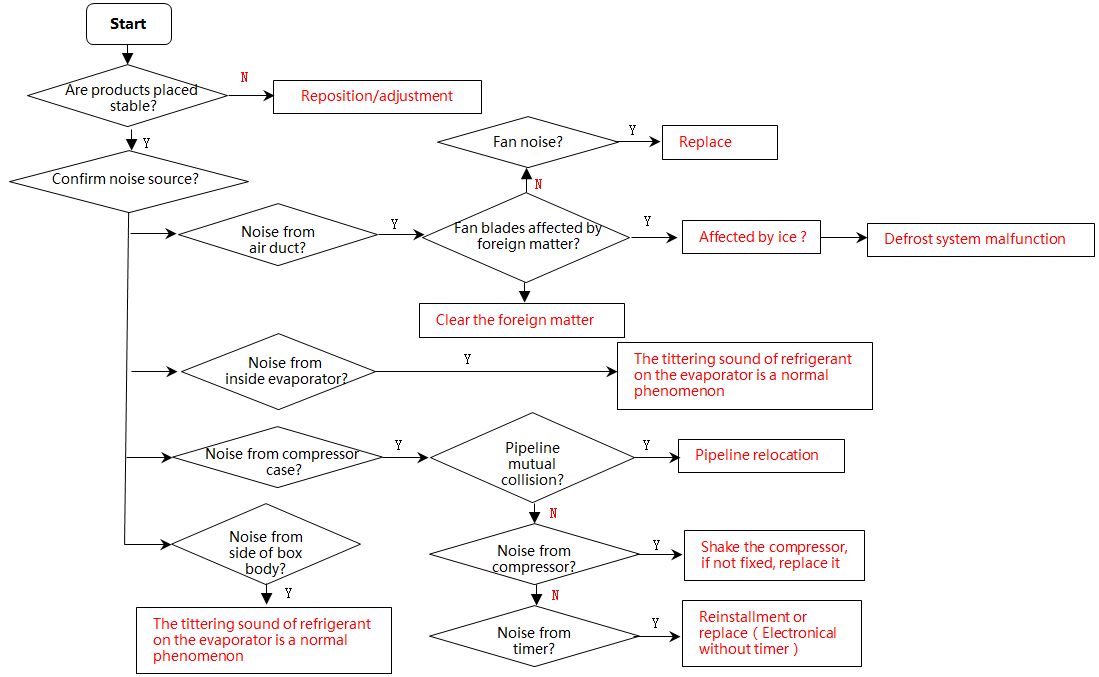 Start
Are products placed
stable?
N
Reposition/adjustment
Y
Confirm noise source?
Fan noise?
Y
Replace
N
Noise from
air duct?
Y
Fan blades affected by
foreign matter?
Y
Affected by ice ?
Defrost system malfunction
Clear the foreign matter
Noise from
inside evaporator?
Y
The tittering sound of refrigerant
on the evaporator is a normal
phenomenon
Noise from compressor
case?
Y
Pipeline
mutual
collision?
Y
Pipeline relocation
N
Noise from
side of box
body?
Y
The tittering sound of refrigerant
on the evaporator is a normal
phenomenon
Noise from
compressor?
Y
Shake the compressor,
if not fixed, replace it
N
Noise from
timer?
Y
Reinstallment or
replace ( Electronical
without timer )